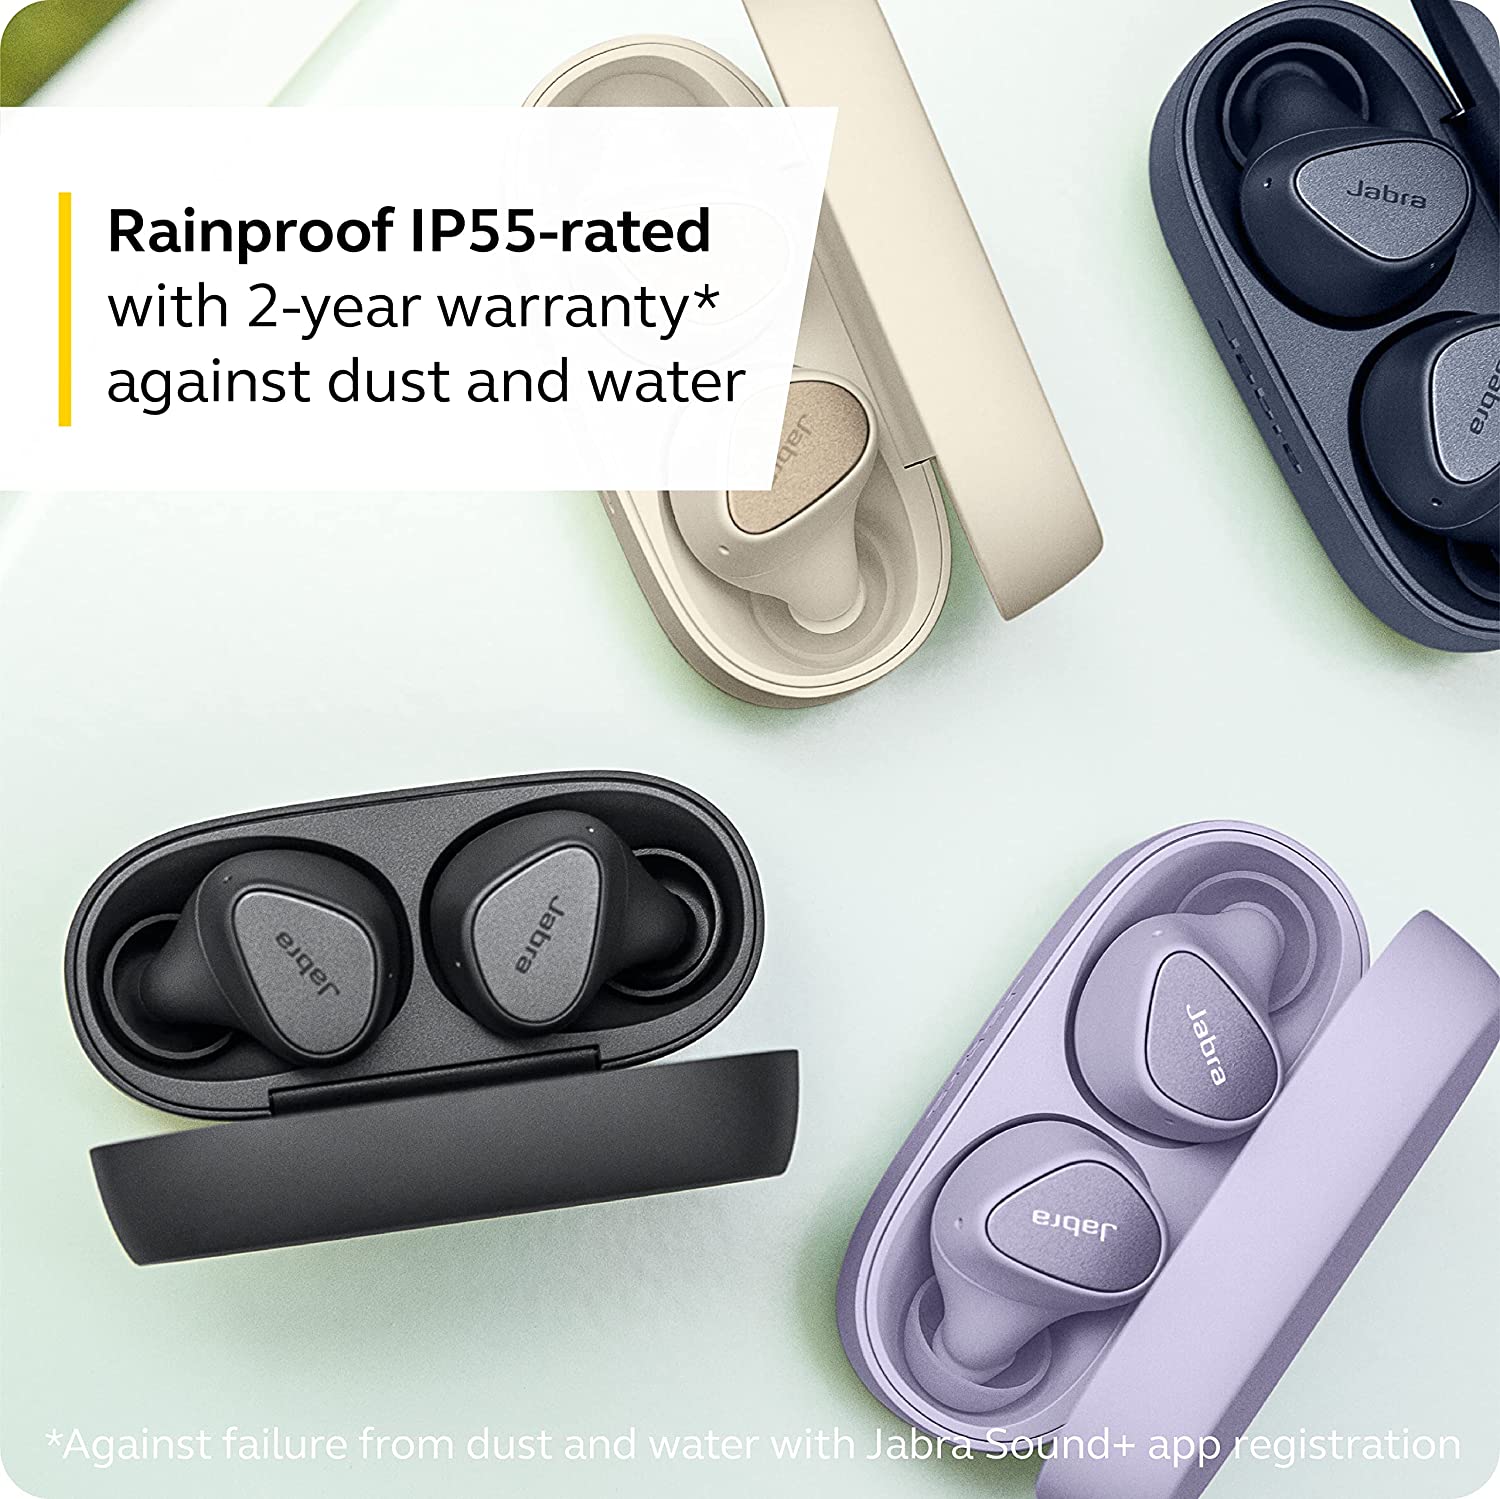 Rainproof IP55-rated
with 2-year warranty*
against dust and water
Jabra
Jabra
Jabra
Jabra
Jabra
Jabra
Jabra
*Against failure from dust and water with Jabra Sound+ app registration